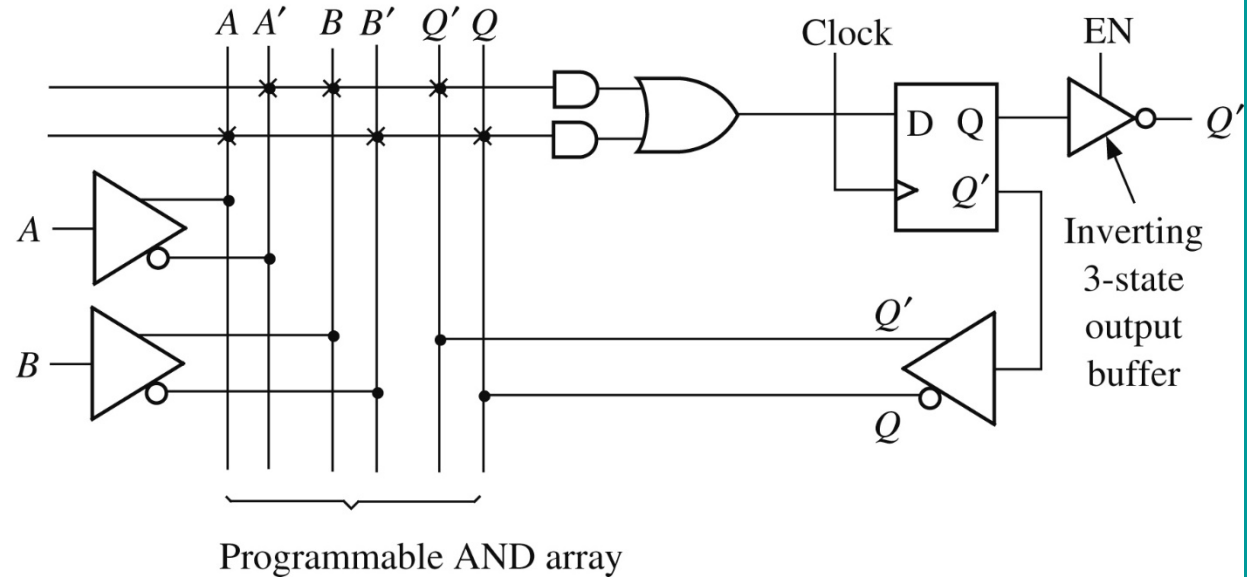 A A′ B B′ Q′ Q
Clock
EN
D Q
Q′
Q′
A
Inverting
3-state
output
buffer
Q′
B
Q
Programmable AND array